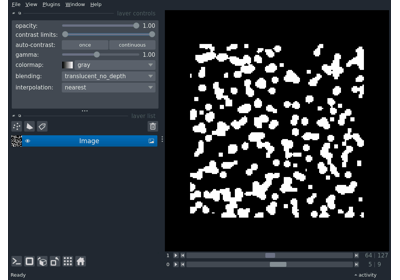 File View Plugins Window Help
layer controls
opacity: 1.00
contrast limits:
auto-contrast: once continuous
gamma: 1.00
colormap: gray
blending: translucent_no_depth
interpolation: nearest
layer list
Image
1 64 127
0 5 9
Ready activity